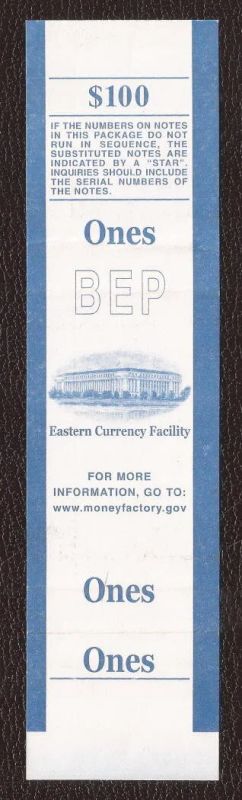 $100
IF THE NUMBERS ON NOTES
IN THIS PACKAGE DO NOT
RUN IN SEQUENCE, THE
SUBSTITUTED NOTES ARE
INDICATED BY A "STAR".
INQUIRIES SHOULD INCLUDE
THE SERIAL NUMBERS OF
THE NOTES.
Ones
BEP
Eastern Currency Facility
FOR MORE
INFORMATION, GO TO:
www.moneyfactory.gov
Ones
Ones